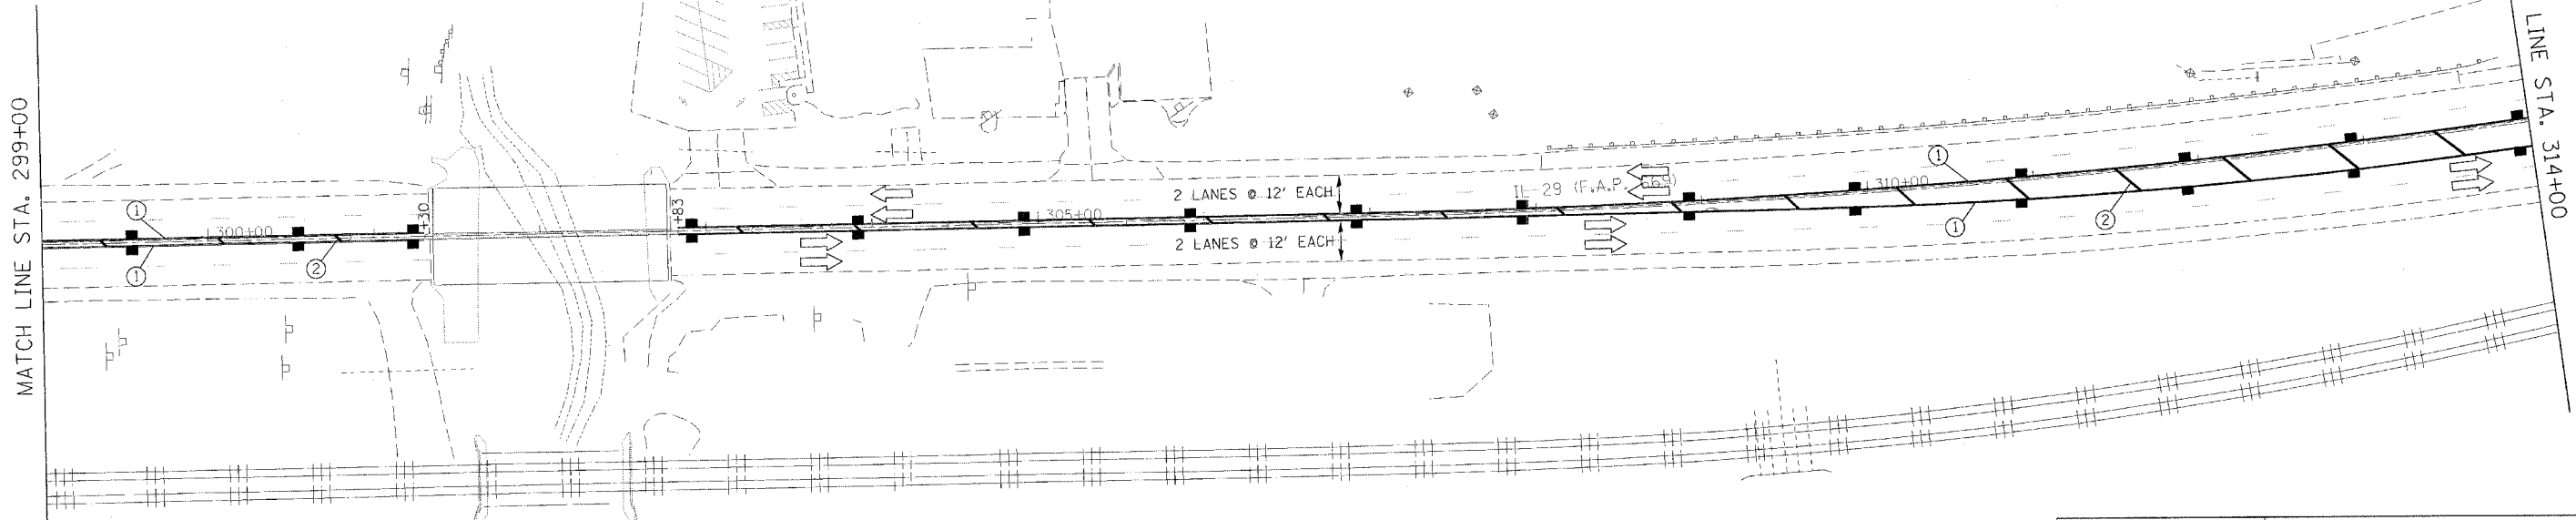 MATCH LINE STA. 299+00
1
1
300+00
2
+30
+83
305+00
2 LANES @ 12' EACH
2 LANES @ 12' EACH
IL-29 (F.A.P.
310+00
1
1
2
LINE STA. 314+00